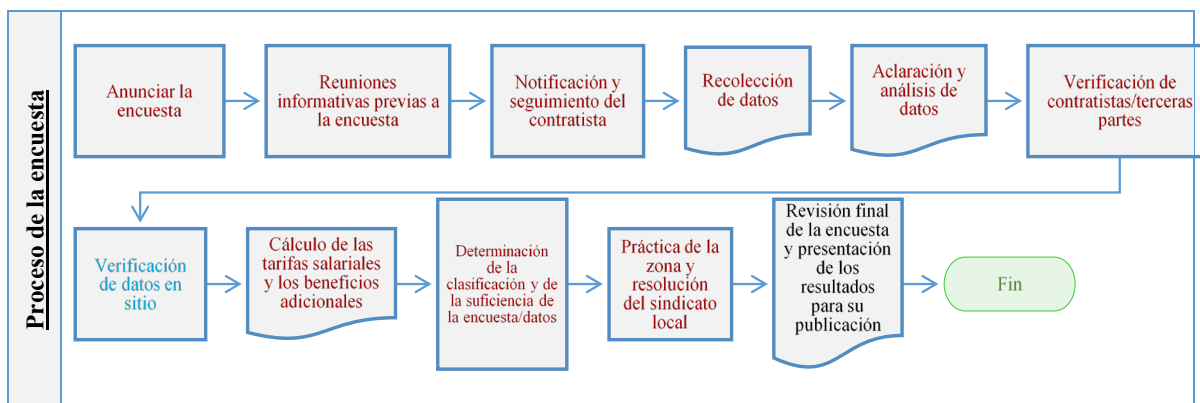 Proceso de la encuesta
Anunciar la
encuesta
Reuniones
informativas previas a
la encuesta
Notificación y
seguimiento del
contratista
Recolección
de datos
Aclaración y
análisis de
datos
Verificación de
contratistas/terceras
partes
Verificación
de datos en
sitio
Cálculo de las
tarifas salariales
y los beneficios
adicionales
Determinación
de la
clasificación y de
la suficiencia de
la encuesta/datos
Práctica de la
zona y
resolución
del sindicato
local
Revisión final
de la encuesta
y presentación
de los
resultados
para su
publicación
Fin